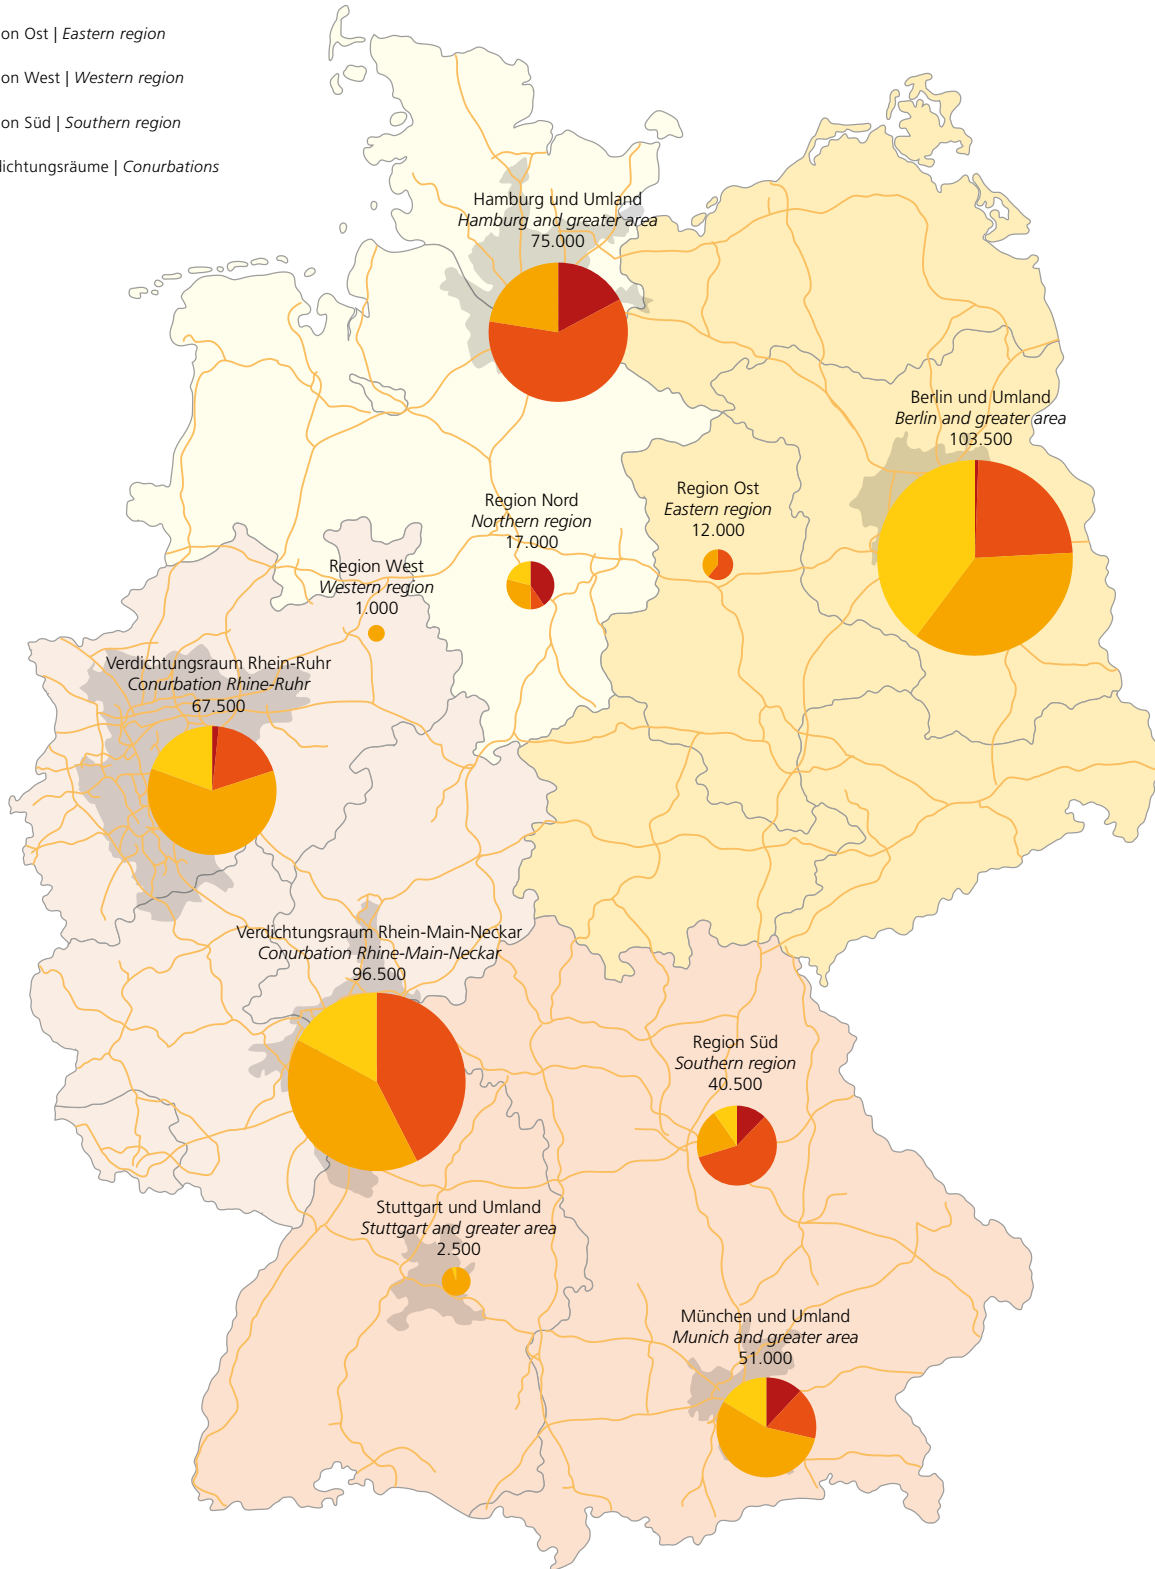 on Ost | Eastern region
on West | Western region
on Süd | Southern region
dichtungsräume | Conurbations
Hamburg und Umland
Hamburg and greater area
75.000
Berlin und Umland
Berlin and greater area
103.500
Region Ost
Eastern region
12.000
Region Nord
Northern region
17.000
Region West
Western region
1.000
Verdichtungsraum Rhein-Ruhr
Conurbation Rhine-Ruhr
67.500
Verdichtungsraum Rhein-Main-Neckar
Conurbation Rhine-Main-Neckar
96.500
Region Süd
Southern region
40.500
Stuttgart und Umland
Stuttgart and greater area
2.500
München und Umland
Munich and greater area
51.000